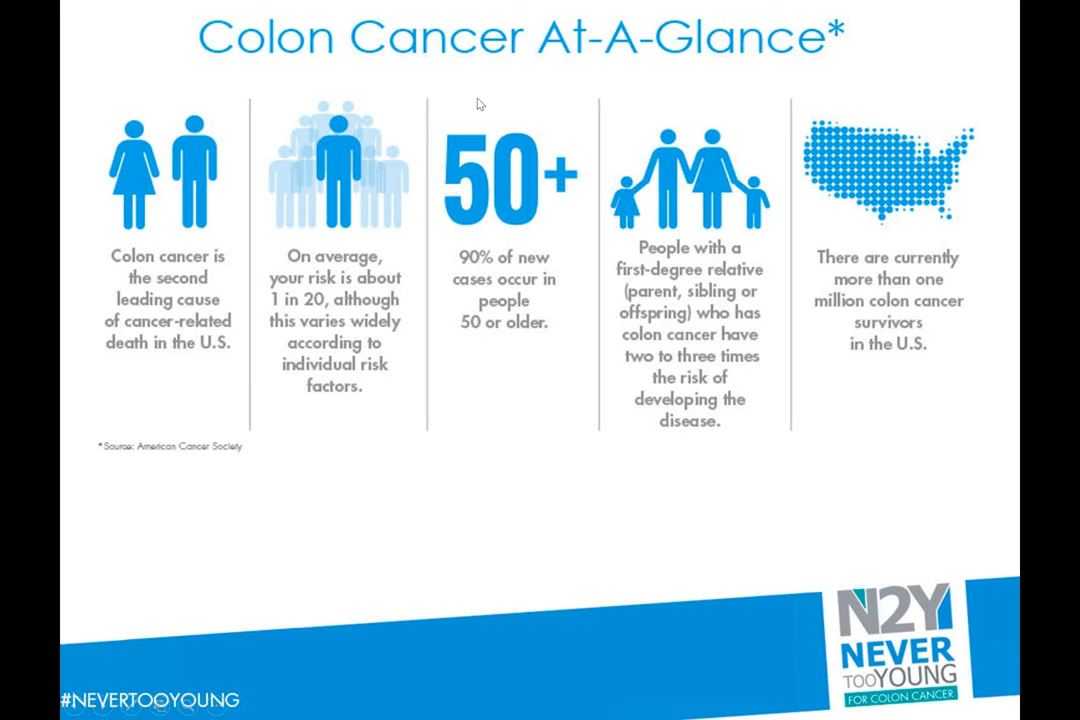 Colon Cancer At-A-Glance*
Colon cancer is
the second
leading cause
of cancer-related
death in the U.S.
On average,
your risk is about
1 in 20, although
this varies widely
according to
individual risk
factors.
50+
90% of new
cases occur in
people
50 or older.
People with a
first-degree relative
(parent, sibling or
offspring) who has
colon cancer have
two to three times
the risk of
developing the
disease.
There are currently
more than one
million colon cancer
survivors
in the U.S.
*Source: American Cancer Society
N2Y
NEVER
TOOYOUNG
FOR COLON CANCER
#NEVERTOOYOUNG